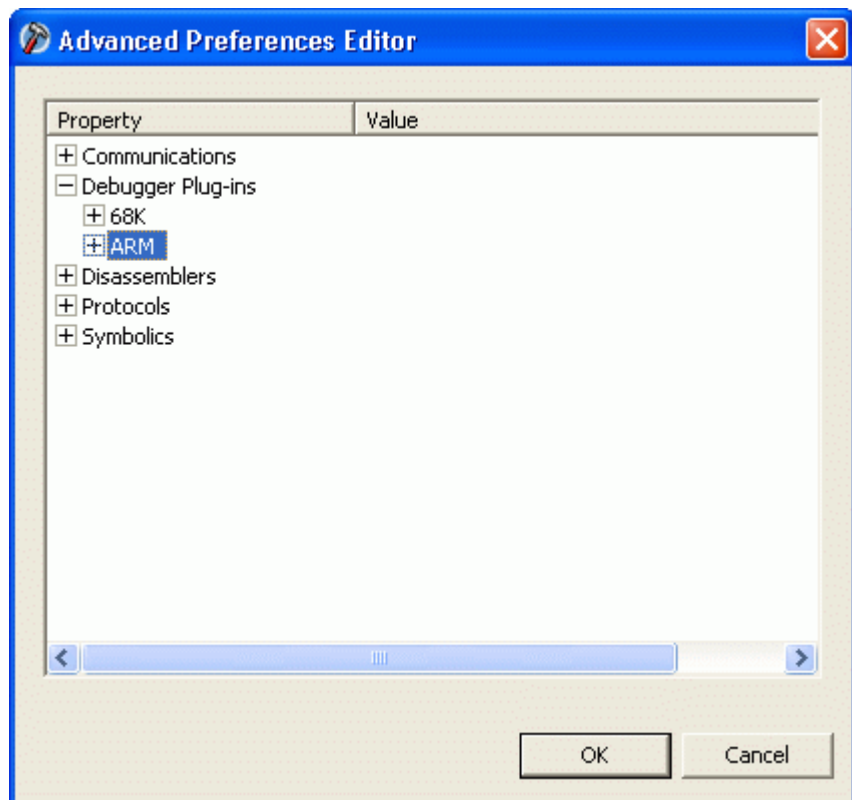 Advanced Preferences Editor
Property Value
Communications
Debugger Plug-ins
68K
ARM
Disassemblers
Protocols
Symbolics
OK Cancel